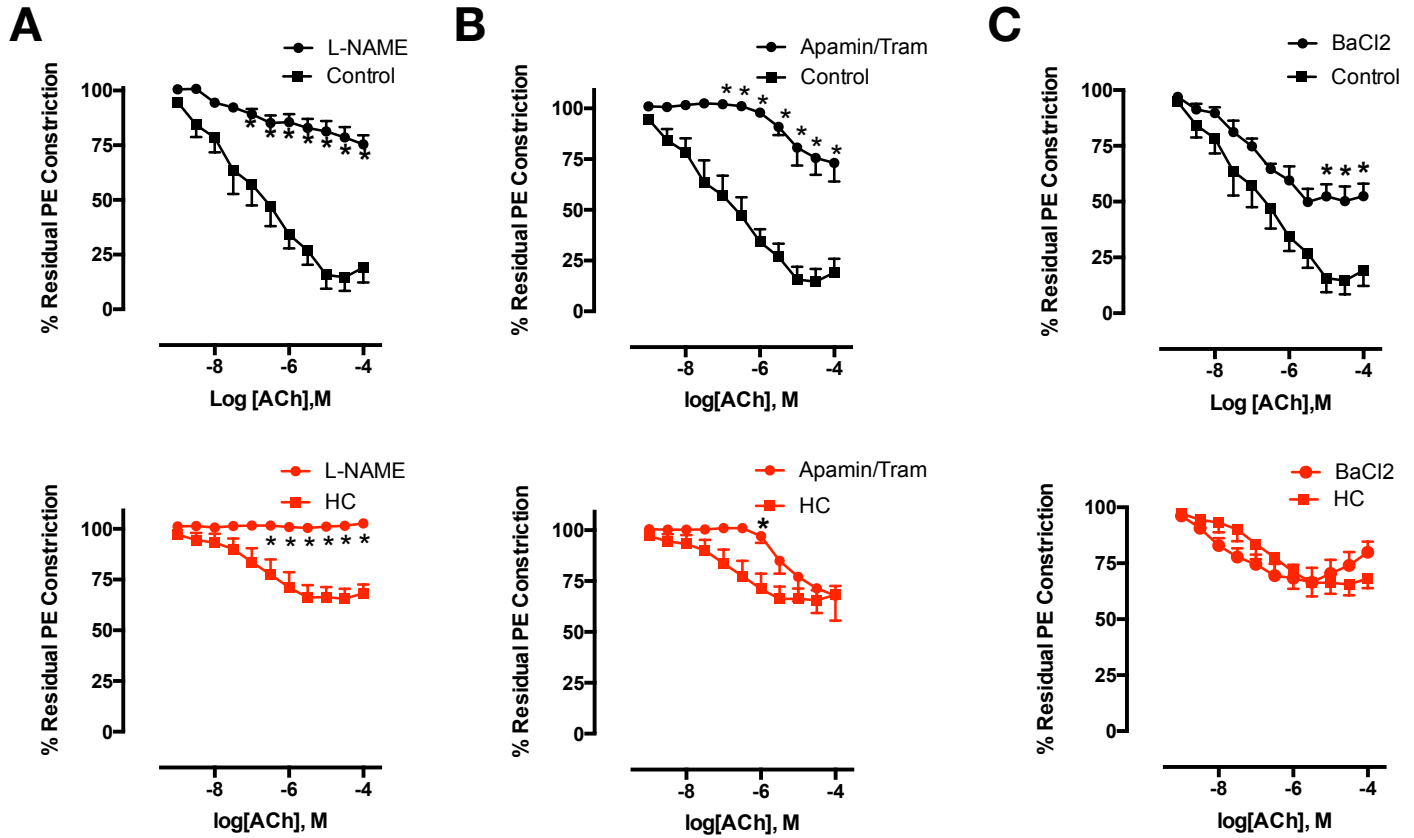 A
L-NAME
Control
% Residual PE Constriction
100
75
50
25
0
* * * * * * *
-8 -6 -4
Log [ACh],M
B
Apamin/Tram
Control
% Residual PE Constriction
100
75
50
25
0
* * * * * * *
-8 -6 -4
log[ACh], M
C
BaCl2
Control
% Residual PE Constriction
100
75
50
25
0
* * *
-8 -6 -4
Log [ACh],M
L-NAME
HC
% Residual PE Constriction
100
75
50
25
0
* * * * * *
-8 -6 -4
log[ACh], M
Apamin/Tram
HC
% Residual PE Constriction
100
75
50
25
0
*
-8 -6 -4
log[ACh], M
BaCl2
HC
% Residual PE Constriction
100
75
50
25
0
-8 -6 -4
log[ACh], M